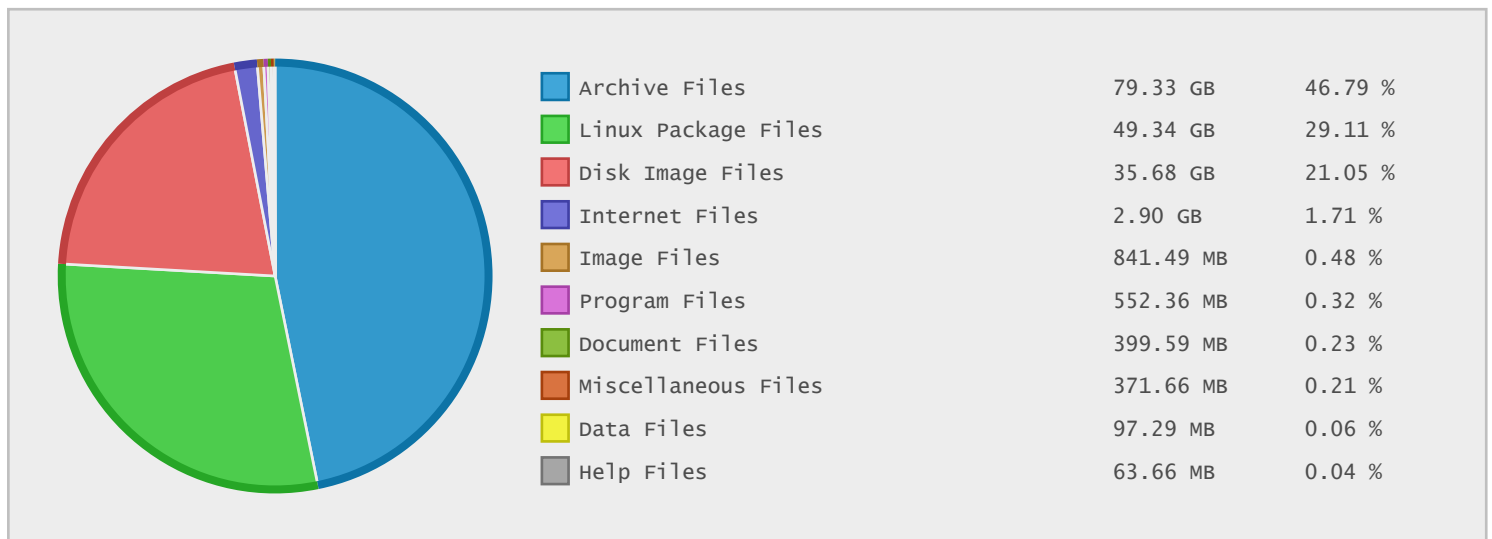 Archive Files 79.33 GB 46.79 %
Linux Package Files 49.34 GB 29.11 %
Disk Image Files 35.68 GB 21.05 %
Internet Files 2.90 GB 1.71 %
Image Files 841.49 MB 0.48 %
Program Files 552.36 MB 0.32 %
Document Files 399.59 MB 0.23 %
Miscellaneous Files 371.66 MB 0.21 %
Data Files 97.29 MB 0.06 %
Help Files 63.66 MB 0.04 %